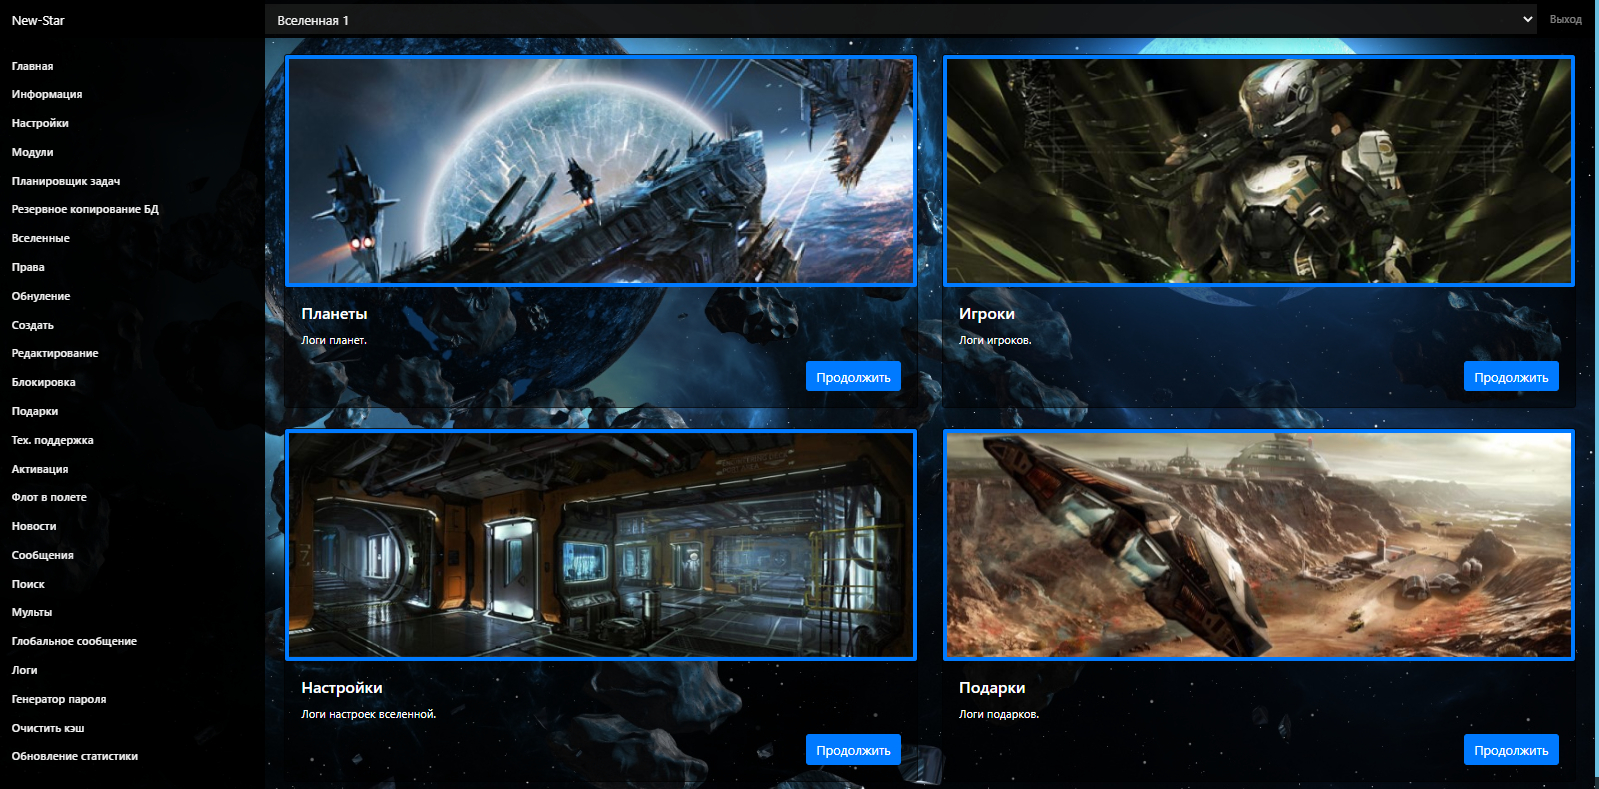 New-Star
Вселенная 1
Выход
Главная
Информация
Настройки
Модули
Планировщик задач
Резервное копирование БД
Вселенные
Права
Обнуление
Создать
Редактирование
Блокировка
Подарки
Тех. поддержка
Активация
Флот в полете
Новости
Сообщения
Поиск
Мульты
Глобальное сообщение
Логи
Генератор пароля
Очистить кэш
Обновление статистики
Планеты
Логи планет.
Продолжить
Игроки
Логи игроков.
Продолжить
Настройки
Логи настроек вселенной.
Продолжить
Подарки
Логи подарков.
Продолжить